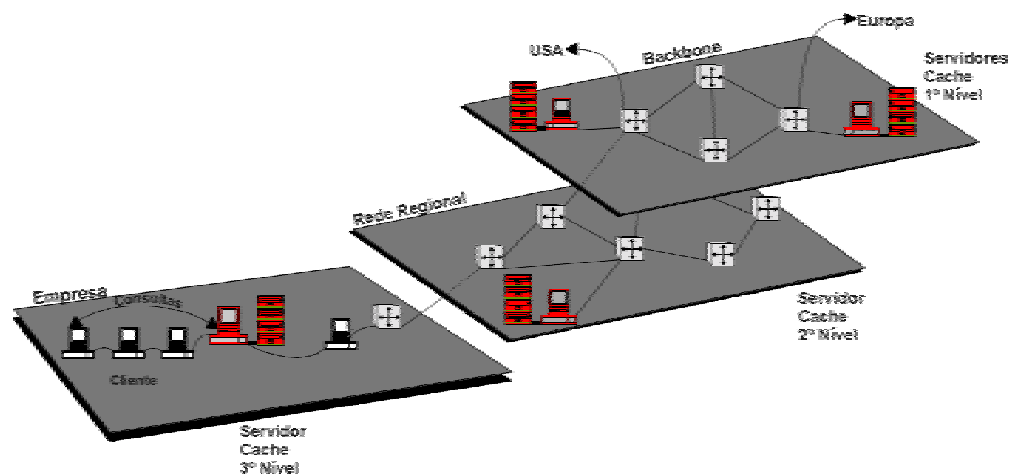 Europa
USA
Backbone
Servidores
Cache
1º Nível
Rede Regional
Servidor
Cache
2º Nível
Empresa
Consultas
Cliente
Servidor
Cache
3º Nível